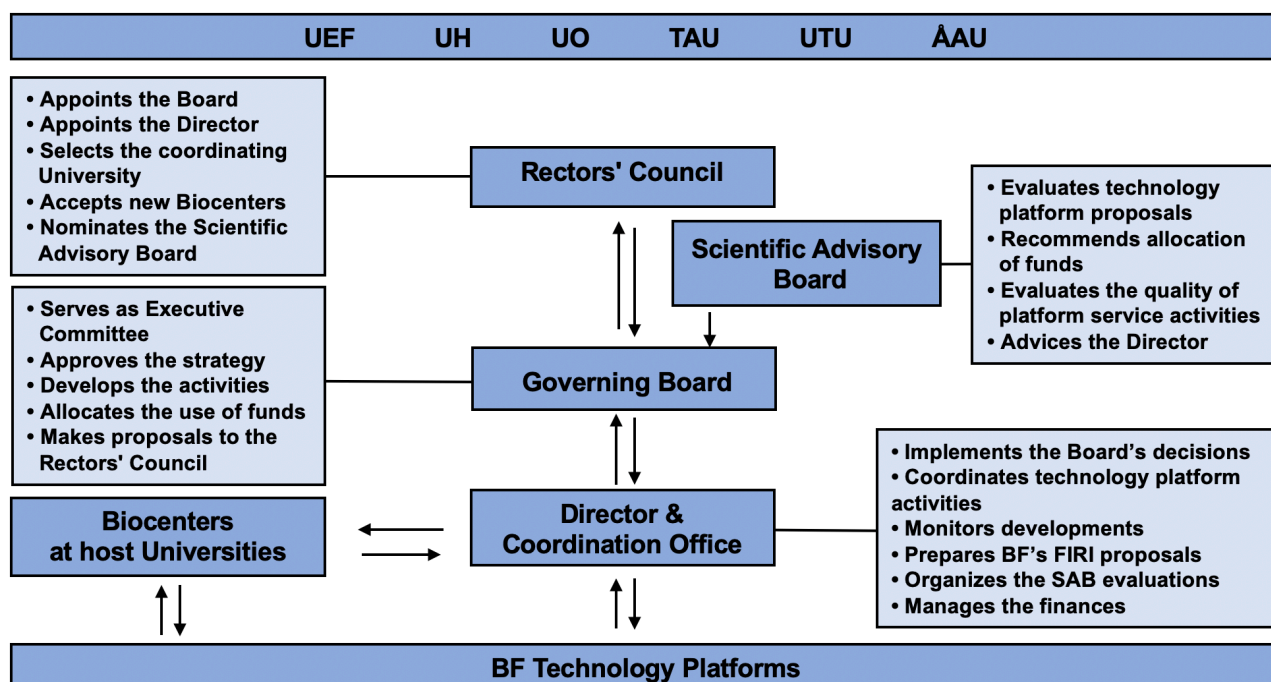 UEF UH UO TAU UTU ÅAU
• Appoints the Board
• Appoints the Director
• Selects the coordinating
University
• Accepts new Biocenters
• Nominates the Scientific
Advisory Board
Rectors' Council
Scientific Advisory
Board
• Evaluates technology
platform proposals
• Recommends allocation
of funds
• Evaluates the quality of
platform service activities
• Advices the Director
• Serves as Executive
Committee
• Approves the strategy
• Develops the activities
• Allocates the use of funds
• Makes proposals to the
Rectors' Council
Governing Board
Biocenters
at host Universities
Director &
Coordination Office
• Implements the Board’s decisions
• Coordinates technology platform
activities
• Monitors developments
• Prepares BF’s FIRI proposals
• Organizes the SAB evaluations
• Manages the finances
BF Technology Platforms